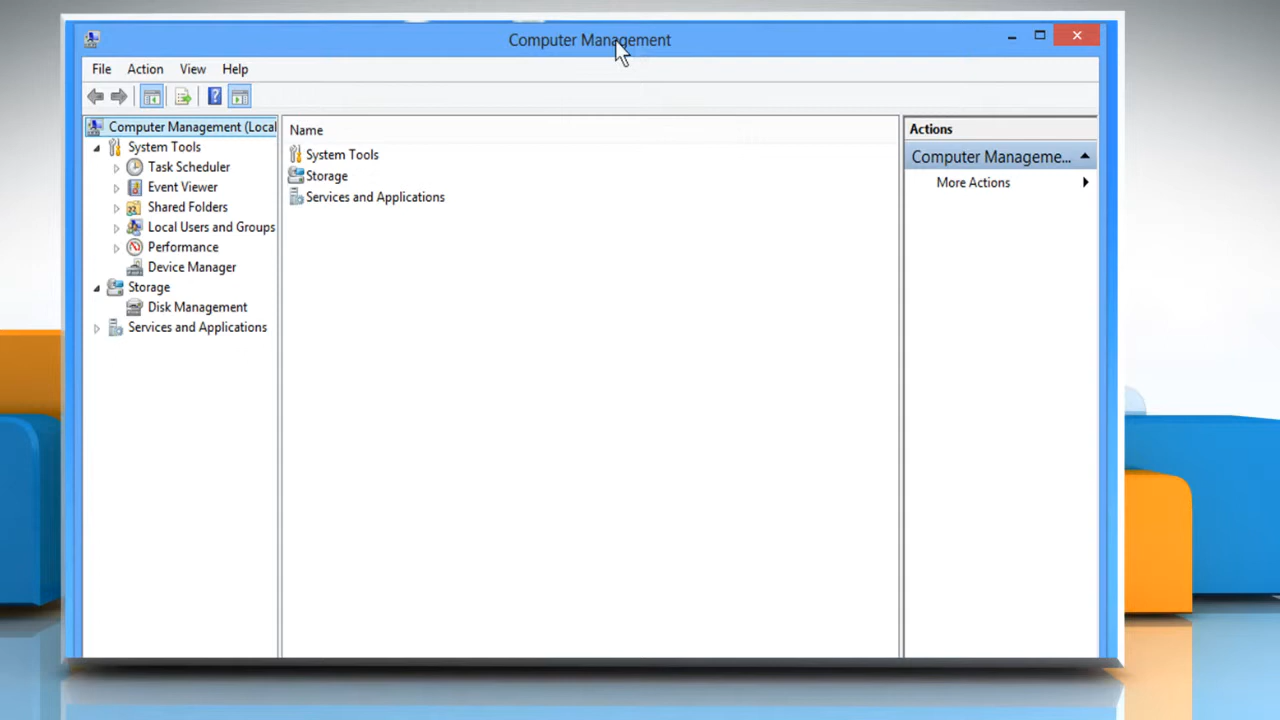 Computer Management
File Action View Help
Computer Management (Local
System Tools
Task Scheduler
Event Viewer
Shared Folders
Local Users and Groups
Performance
Device Manager
Storage
Disk Management
Services and Applications
Name
System Tools
Storage
Services and Applications
Actions
Computer Manageme...
More Actions